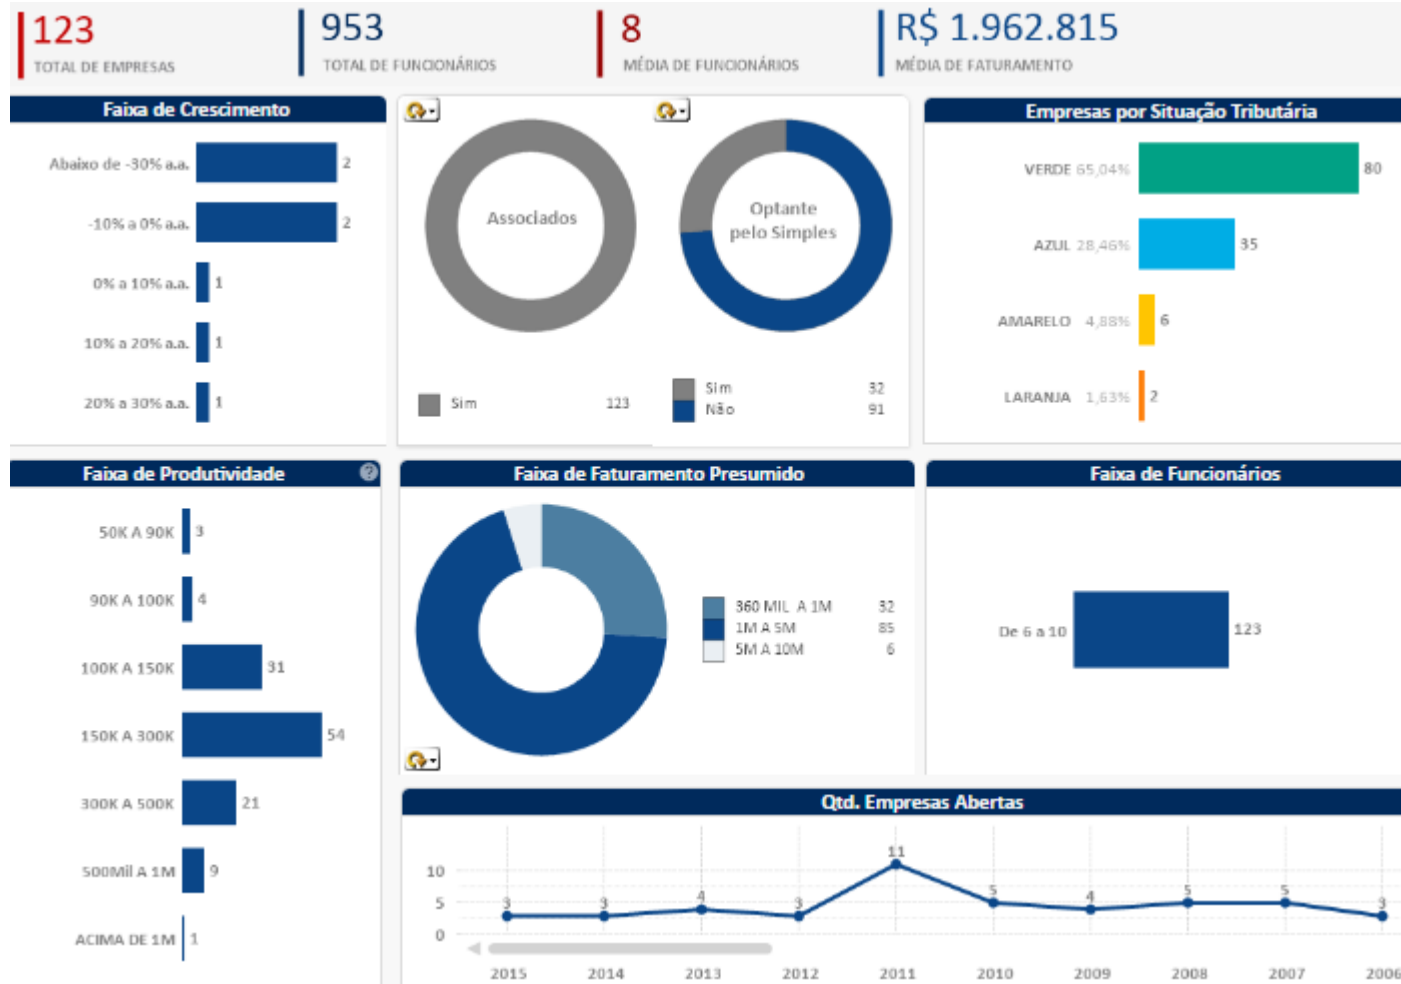 123
TOTAL DE EMPRESAS
953
TOTAL DE FUNCIONÁRIOS
8
MÉDIA DE FUNCIONÁRIOS
R$ 1.962.815
MÉDIA DE FATURAMENTO
Faixa de Crescimento
Abaixo de -30% a.a. 2
-10% a 0% a.a. 2
0% a 10% a.a. 1
10% a 20% a.a. 1
20% a 30% a.a. 1
Associados
Sim 123
Optante
pelo Simples
Sim 32
Não 91
Empresas por Situação Tributária
VERDE 65,04% 80
AZUL 28,46% 35
AMARELO 4,88% 6
LARANJA 1,63% 2
Faixa de Produtividade ?
50K A 90K 3
90K A 100K 4
100K A 150K 31
150K A 300K 54
300K A 500K 21
500Mil A 1M 9
ACIMA DE 1M 1
Faixa de Faturamento Presumido
360 MIL A 1M 32
1M A 5M 85
5M A 10M 6
Faixa de Funcionários
De 6 a 10 123
Qtd. Empresas Abertas
10
5
0
3 3 4 3 11 5 4 5 5 3
2015 2014 2013 2012 2011 2010 2009 2008 2007 2006